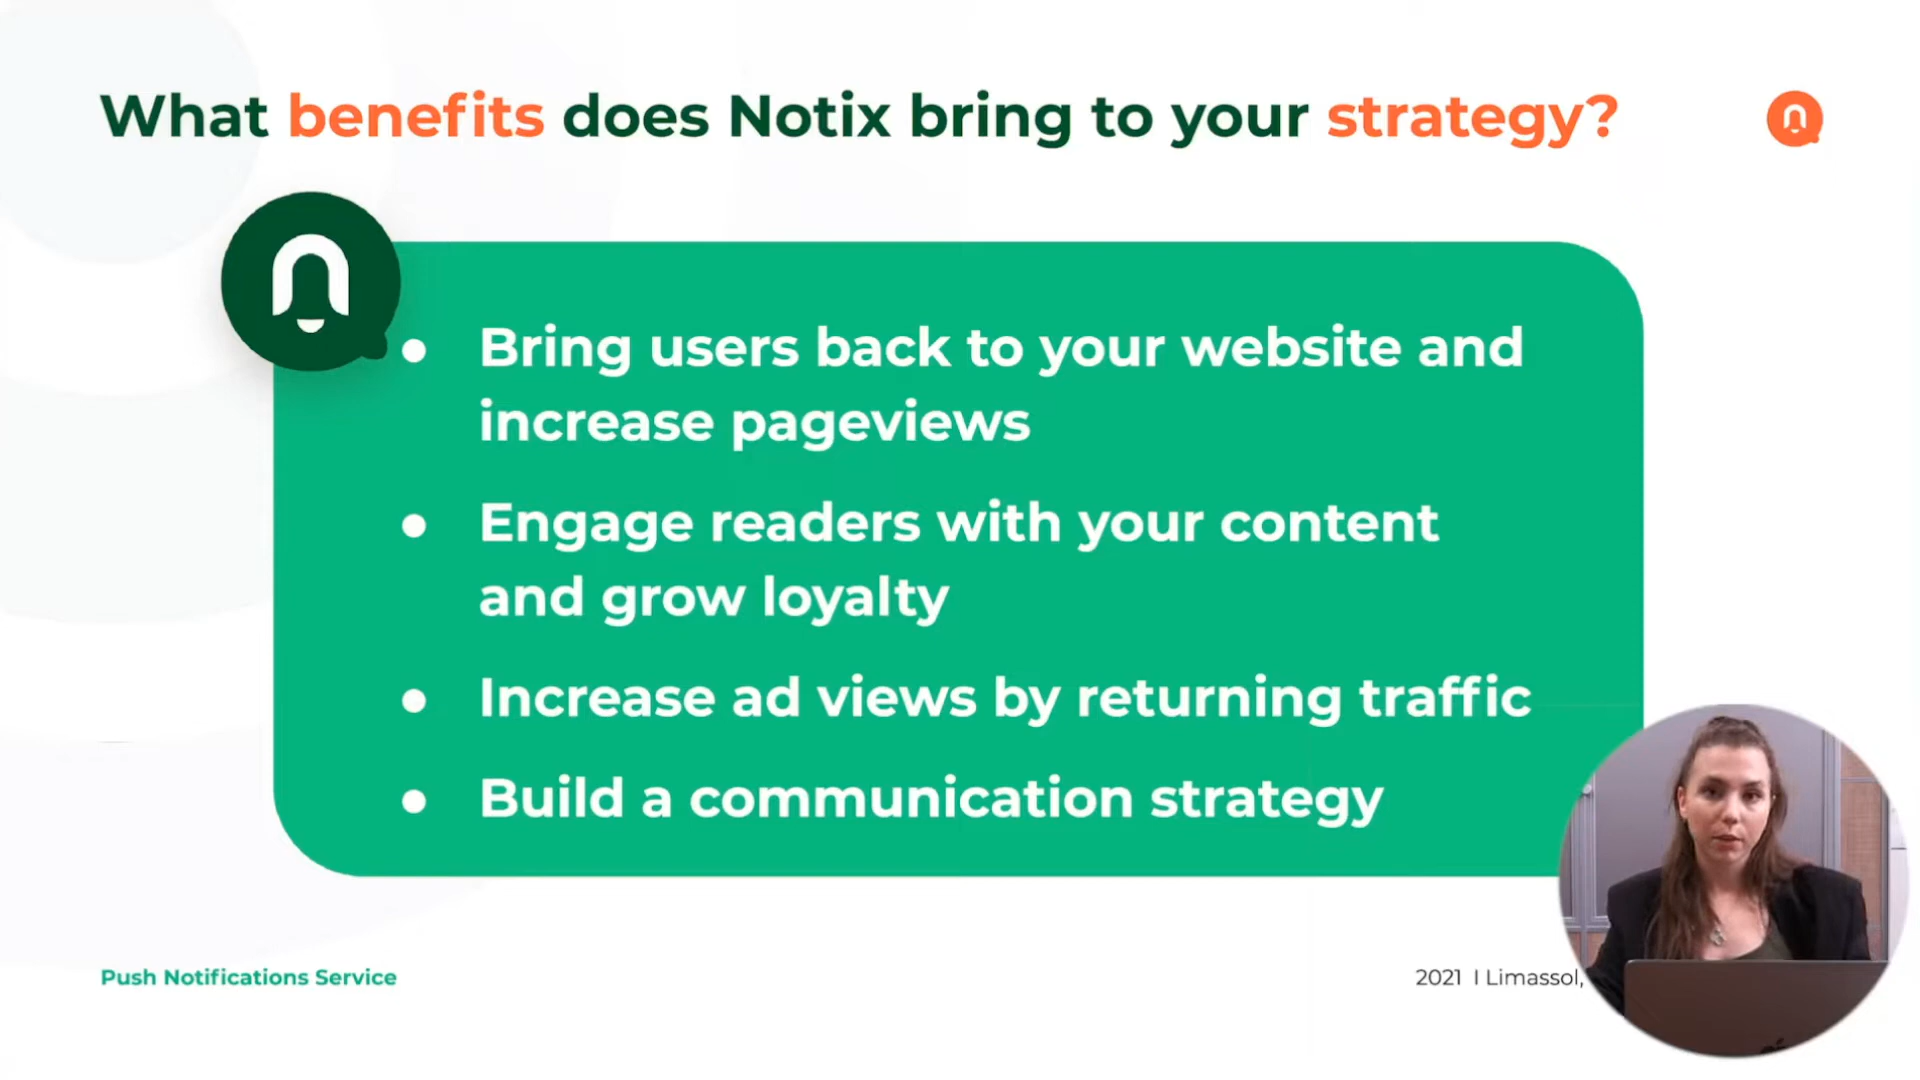 What benefits does Notix bring to your strategy?
● Bring users back to your website and
increase pageviews
● Engage readers with your content
and grow loyalty
● Increase ad views by returning traffic
● Build a communication strategy
Push Notifications Service
2021 I Limassol,